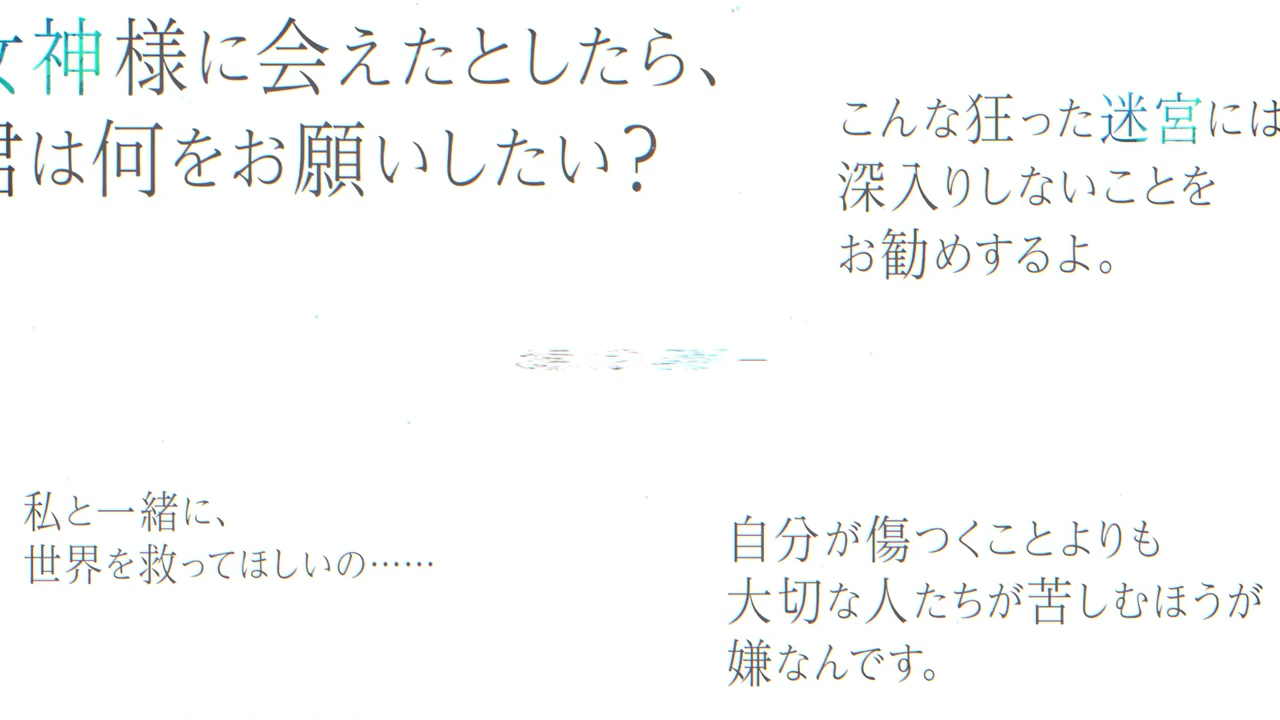 女神様に会えたとしたら、
君は何をお願いしたい?
こんな狂った迷宮には
深入りしないことを
お勧めするよ。
私と一緒に、
世界を救ってほしいの……
自分が傷つくことよりも
大切な人たちが苦しむほうが
嫌なんです。